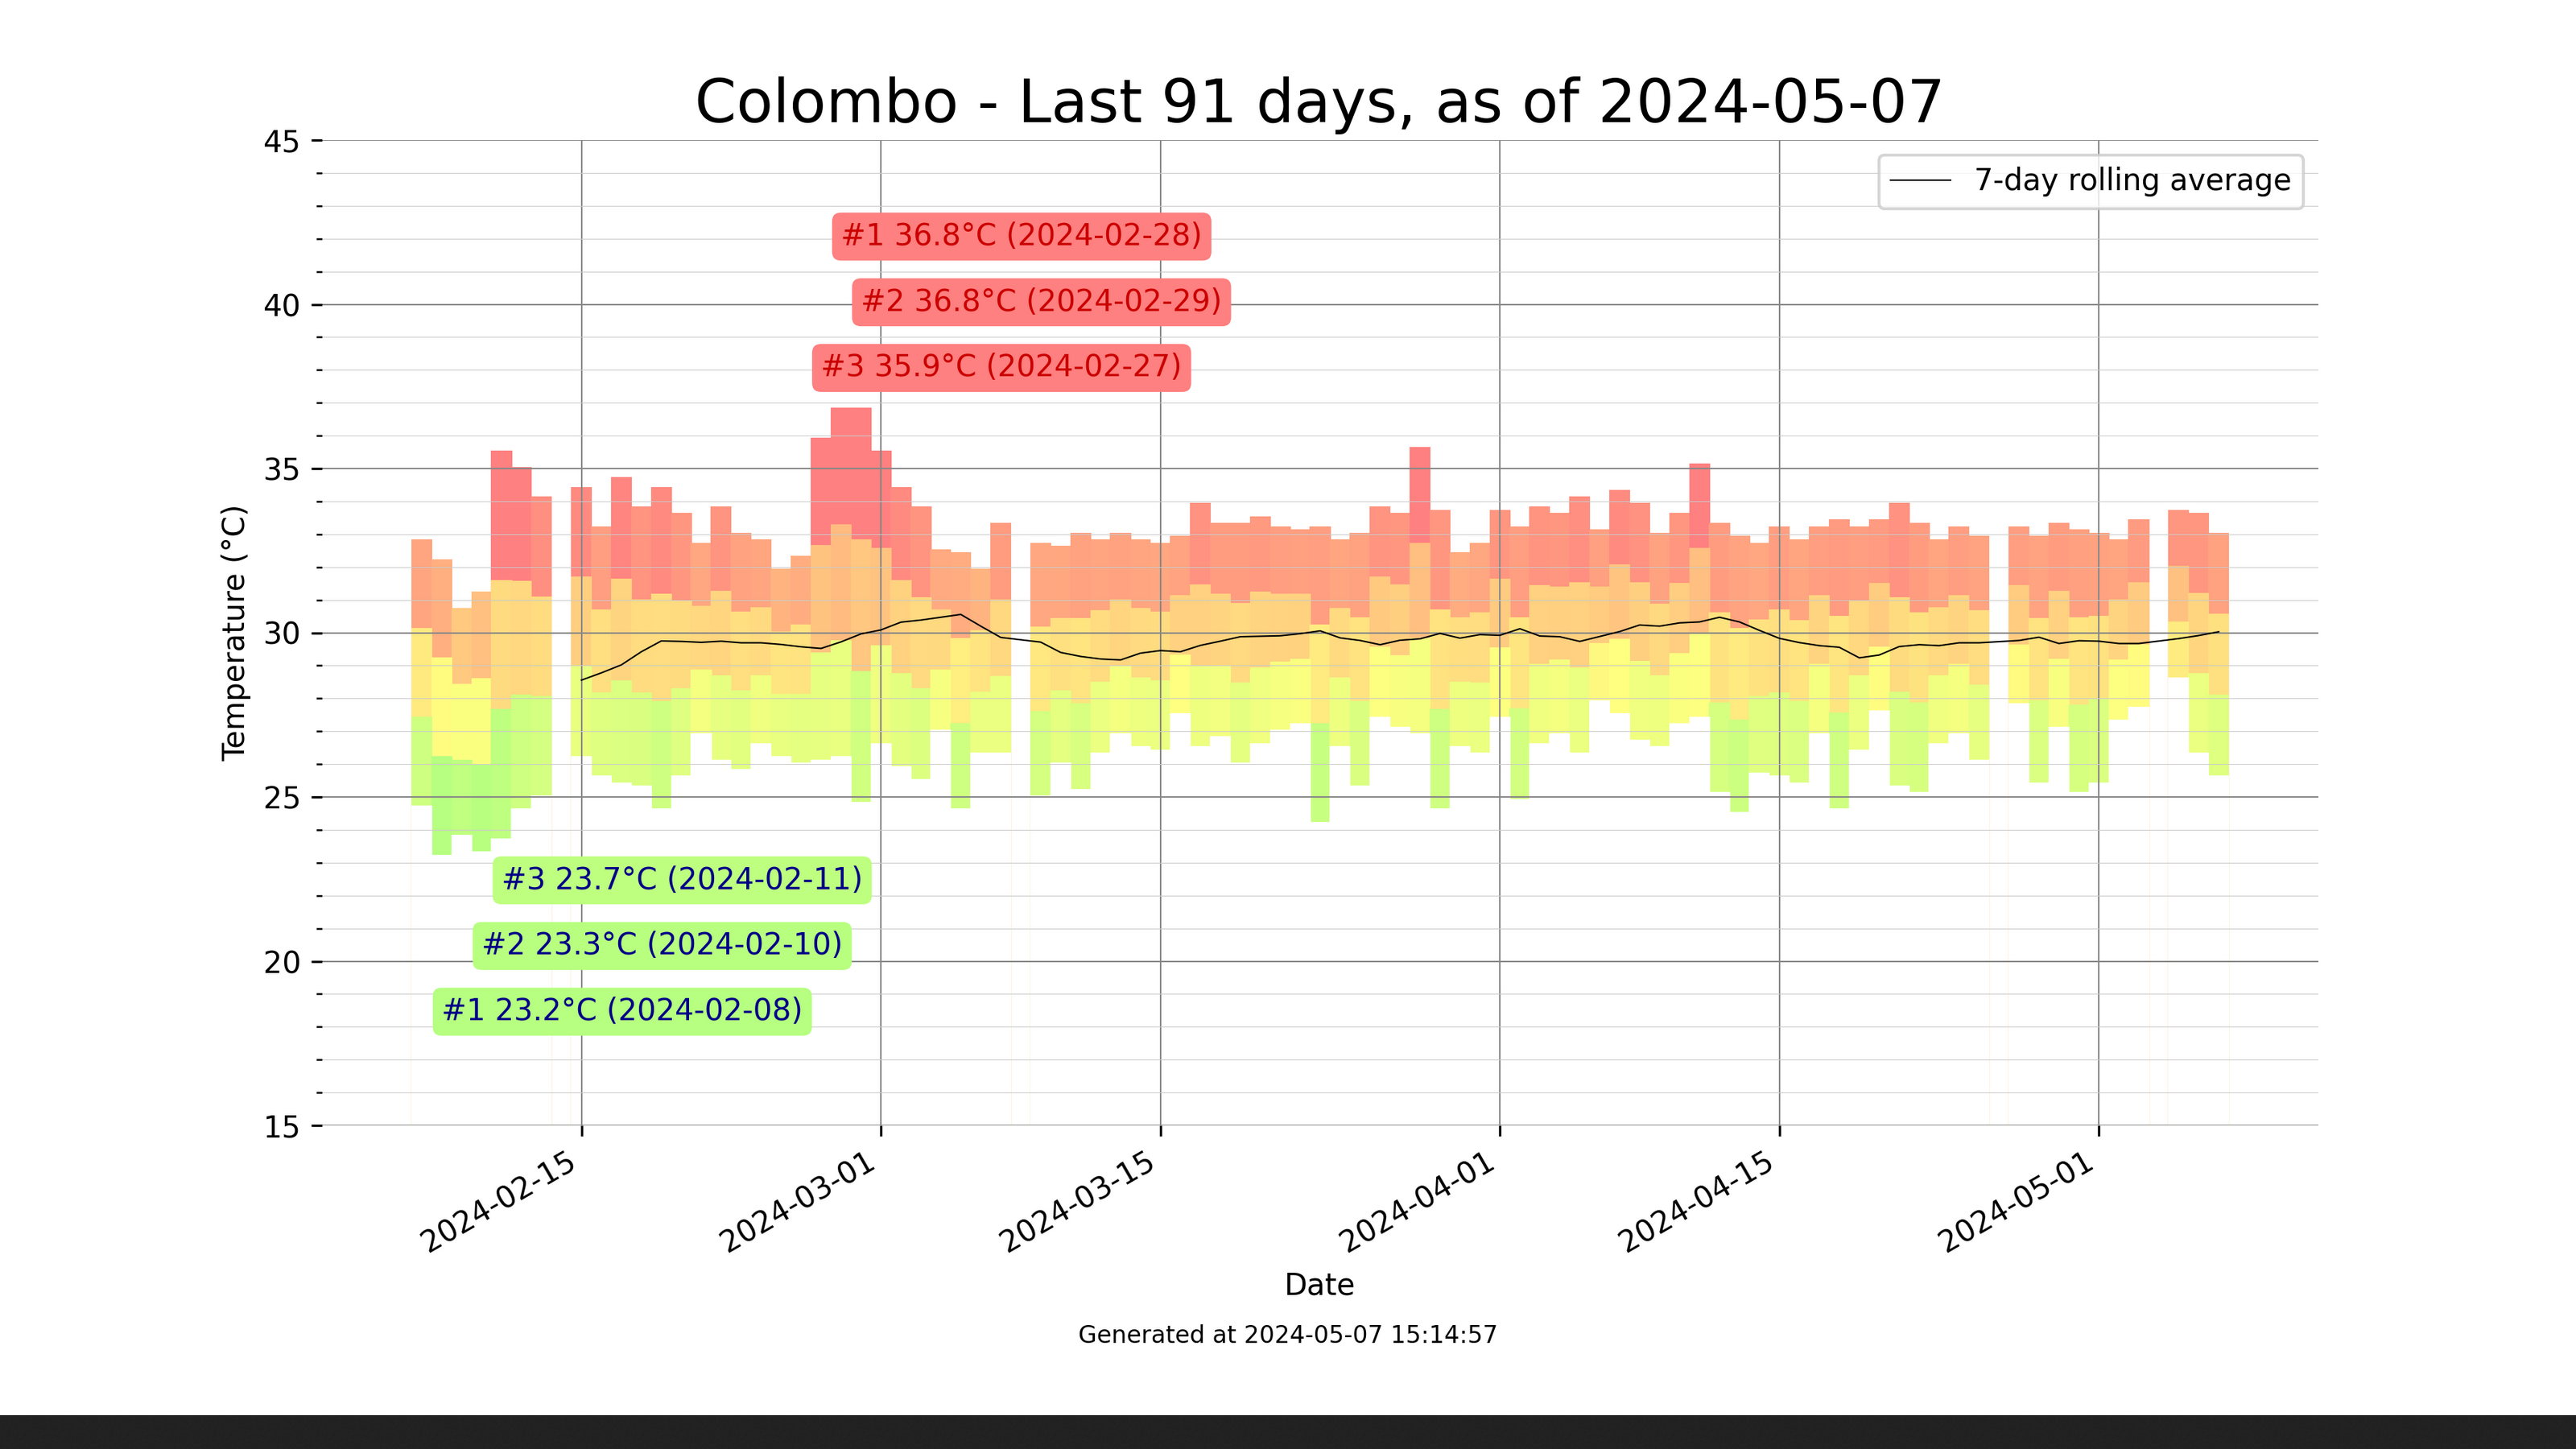 Colombo - Last 91 days, as of 2024-05-07
45
7-day rolling average
#1 36.8°C (2024-02-28)
40
#2 36.8°C (2024-02-29)
#3 35.9°C (2024-02-27)
35
Temperature (°C)
30
25
#3 23.7°C (2024-02-11)
#2 23.3°C (2024-02-10)
20
#1 23.2°C (2024-02-08)
15
2024-02-15
2024-03-01
2024-03-15
2024-04-01
2024-04-15
2024-05-01
Date
Generated at 2024-05-07 15:14:57